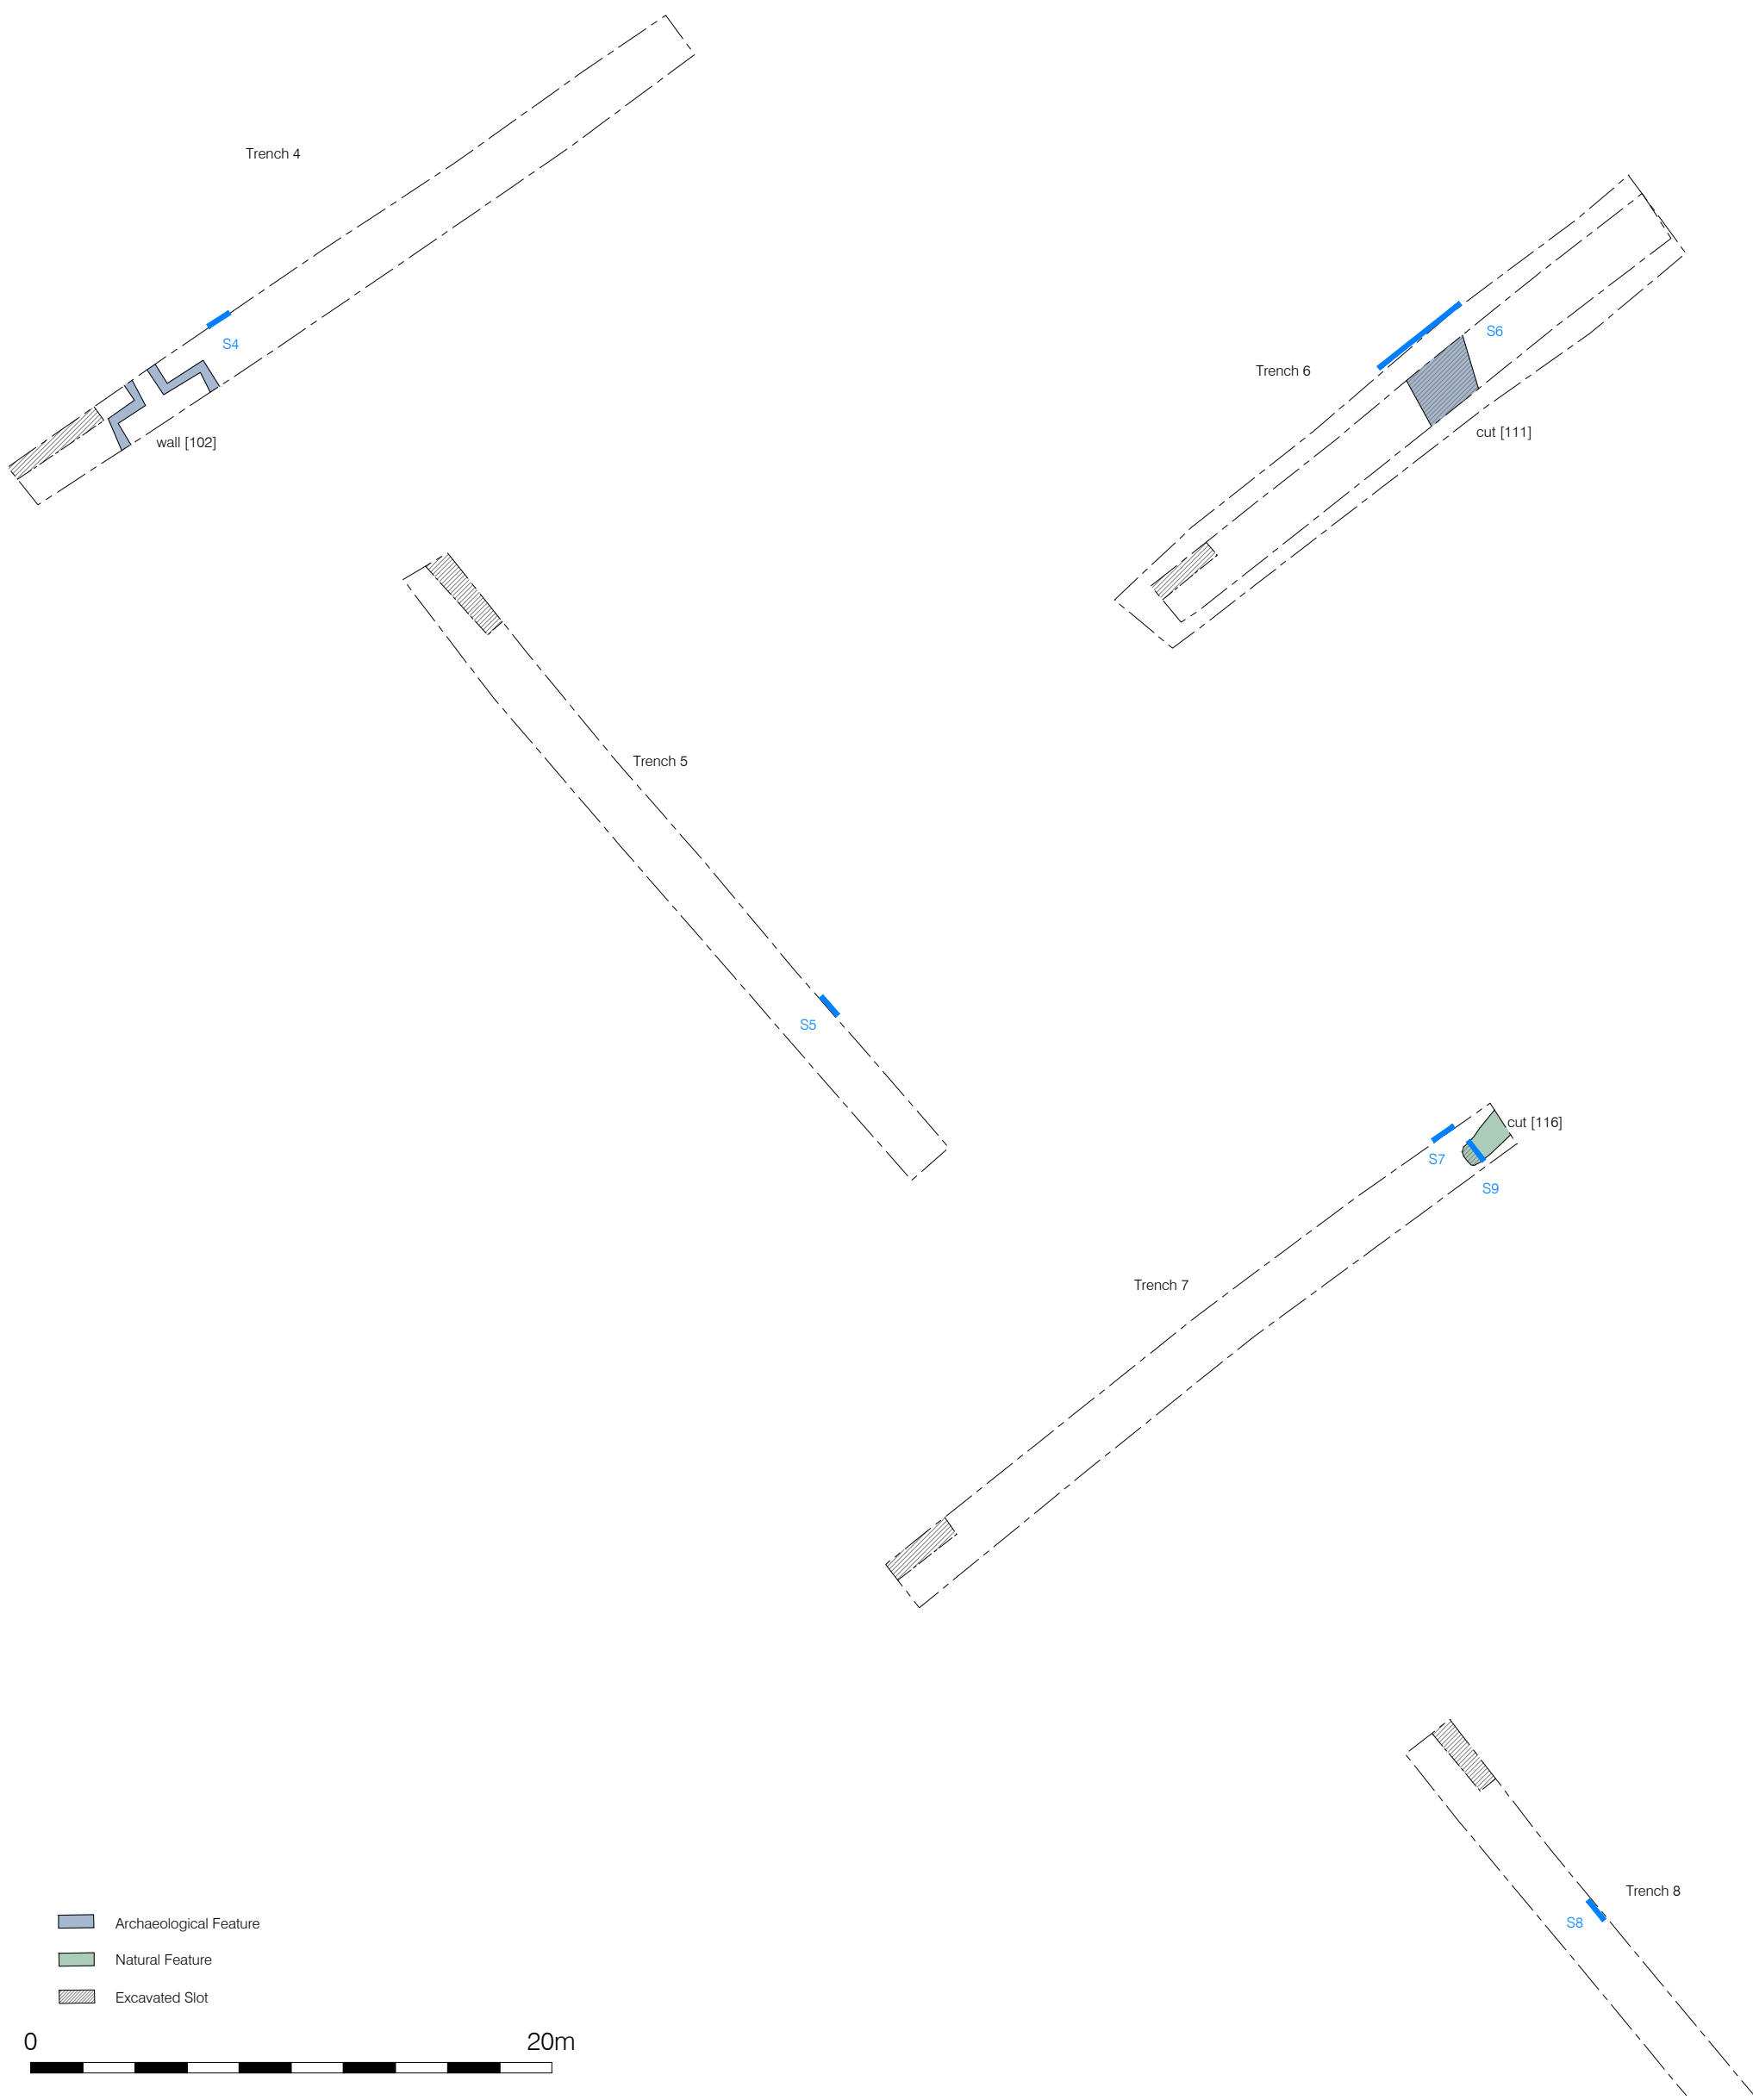 Trench 4
S4
wall [102]
Trench 6
S6
cut [111]
Trench 5
S5
cut [116]
S7
S9
Trench 7
Trench 8
S8
Archaeological Feature
Natural Feature
Excavated Slot
0 20m